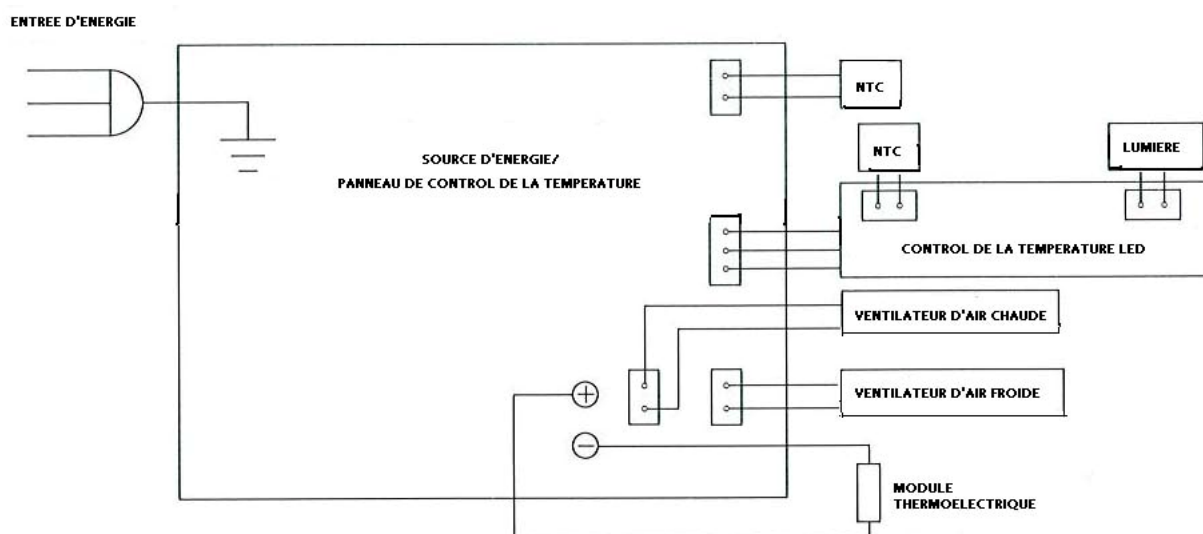 ENTREE D'ENERGIE
NTC
NTC
LUMIERE
SOURCE D'ENERGIE/
PANNEAU DE CONTROL DE LA TEMPERATURE
CONTROL DE LA TEMPERATURE LED
VENTILATEUR D'AIR CHAUDE
VENTILATEUR D'AIR FROIDE
MODULE
THERMOELECTRIQUE